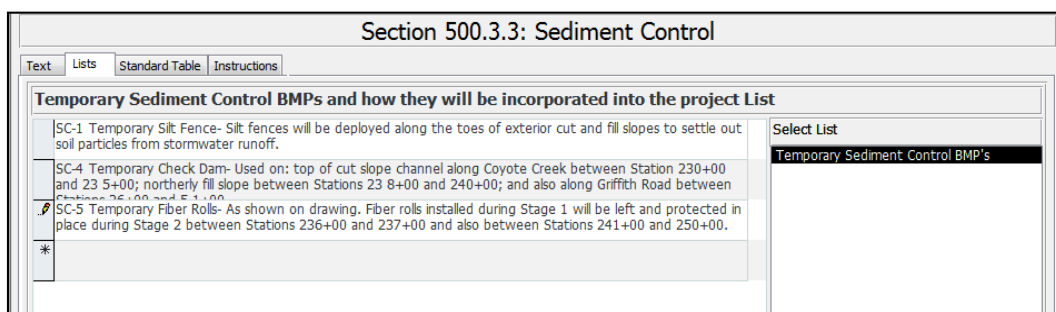 Section 500.3.3: Sediment Control
Text Lists Standard Table Instructions
Temporary Sediment Control BMPs and how they will be incorporated into the project List
SC-1 Temporary Silt Fence- Silt fences will be deployed along the toes of exterior cut and fill slopes to settle out
soil particles from stormwater runoff.
SC-4 Temporary Check Dam- Used on: top of cut slope channel along Coyote Creek between Station 230+00
and 23 5+00; northerly fill slope between Stations 23 8+00 and 240+00; and also along Griffith Road between
Stations 26+00 and 5 1+00
SC-5 Temporary Fiber Rolls- As shown on drawing. Fiber rolls installed during Stage 1 will be left and protected in
place during Stage 2 between Stations 236+00 and 237+00 and also between Stations 241+00 and 250+00.
Select List
Temporary Sediment Control BMP's